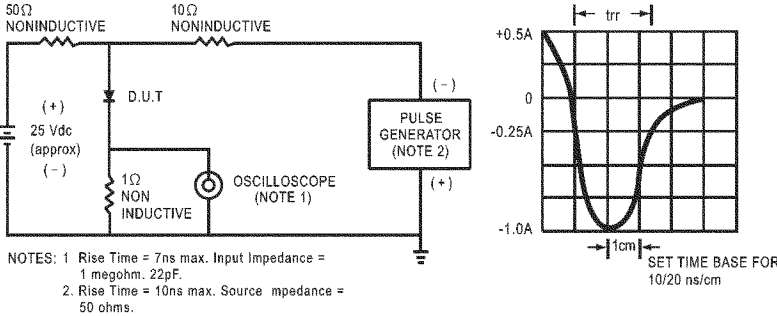 50Ω
NONINDUCTIVE
10Ω
NONINDUCTIVE
trr
+0.5A
0
-0.25A
-1.0A
1cm
SET TIME BASE FOR
10/20 ns/cm
(+)
25 Vdc
(approx)
(-)
D.U.T
1Ω
NON
INDUCTIVE
OSCILLOSCOPE
(NOTE 1)
(-)
PULSE
GENERATOR
(NOTE 2)
(+)
NOTES: 1 Rise Time = 7ns max. Input Impedance =
1 megohm. 22pF.
2. Rise Time = 10ns max. Source mpedance =
50 ohms.